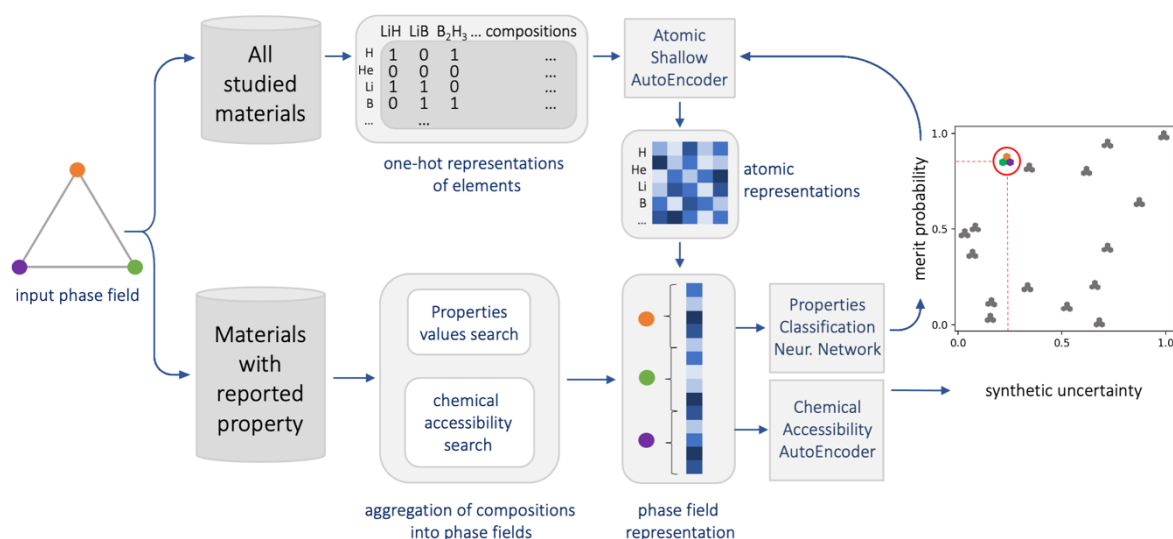 input phase field
All
studied
materials
LiH LiB B₂H₃ ... compositions
H 1 0 1 ...
He 0 0 0 ...
Li 1 1 0 ...
B 0 1 1 ...
... ...
one-hot representations
of elements
Atomic
Shallow
AutoEncoder
H
He
Li
B
...
atomic
representations
Materials
with
reported
property
Properties
values search
chemical
accessibility
search
aggregation of compositions
into phase fields
phase field
representation
Properties
Classification
Neur. Network
Chemical
Accessibility
AutoEncoder
merit probability
1.0
0.5
0.0
0.0 0.5 1.0
synthetic uncertainty